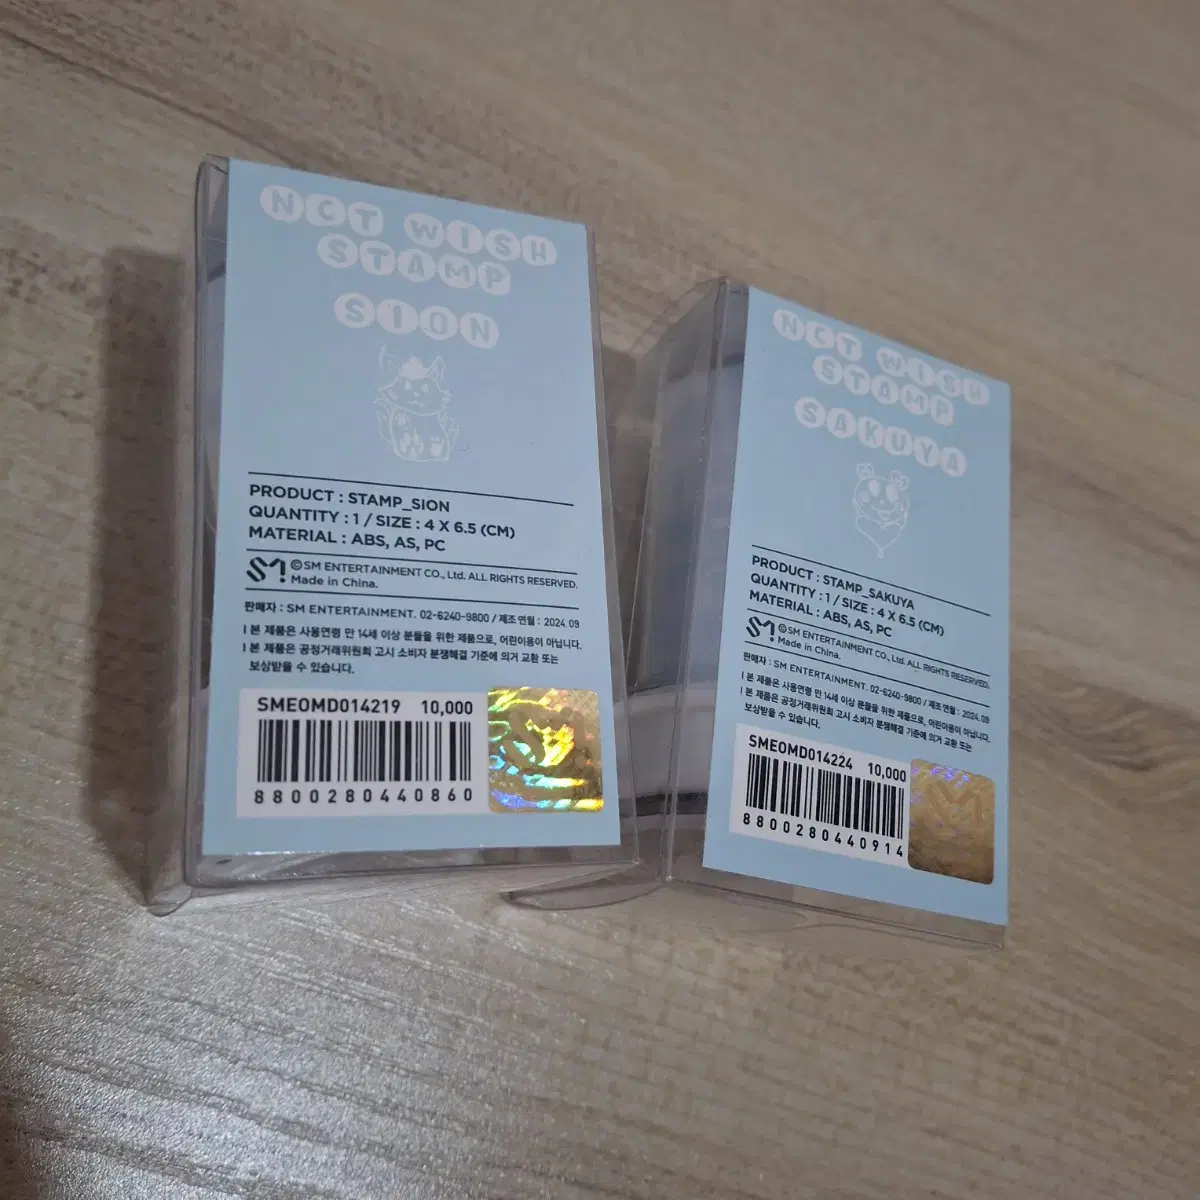 NCT WISH
STAMP
SION
PRODUCT : STAMP_SION
QUANTITY : 1 / SIZE : 4 X 6.5 (CM)
MATERIAL : ABS, AS, PC
©SM ENTERTAINMENT CO., Ltd. ALL RIGHTS RESERVED.
Made in China.
판매자 : SM ENTERTAINMENT. 02-6240-9800 / 제조 연월 : 2024.09
l 본 제품은 사용연령 만 14세 이상 분들을 위한 제품으로, 어린이용이 아닙니다.
l 본 제품은 공정거래위원회 고시 소비자 분쟁해결 기준에 의거 교환 또는
보상받을 수 있습니다.
SMEOMD014219 10,000
8800280440860
NCT WISH
STAMP
SAKUYA
PRODUCT : STAMP_SAKUYA
QUANTITY : 1 / SIZE : 4 X 6.5 (CM)
MATERIAL : ABS, AS, PC
©SM ENTERTAINMENT CO., Ltd. ALL RIGHTS RESERVED.
Made in China.
판매자 : SM ENTERTAINMENT. 02-6240-9800 / 제조 연월 : 2024.09
l 본 제품은 사용연령 만 14세 이상 분들을 위한 제품으로, 어린이용이 아닙니다.
l 본 제품은 공정거래위원회 고시 소비자 분쟁해결 기준에 의거 교환 또는
보상받을 수 있습니다.
SMEOMD014224 10,000
8800280440914